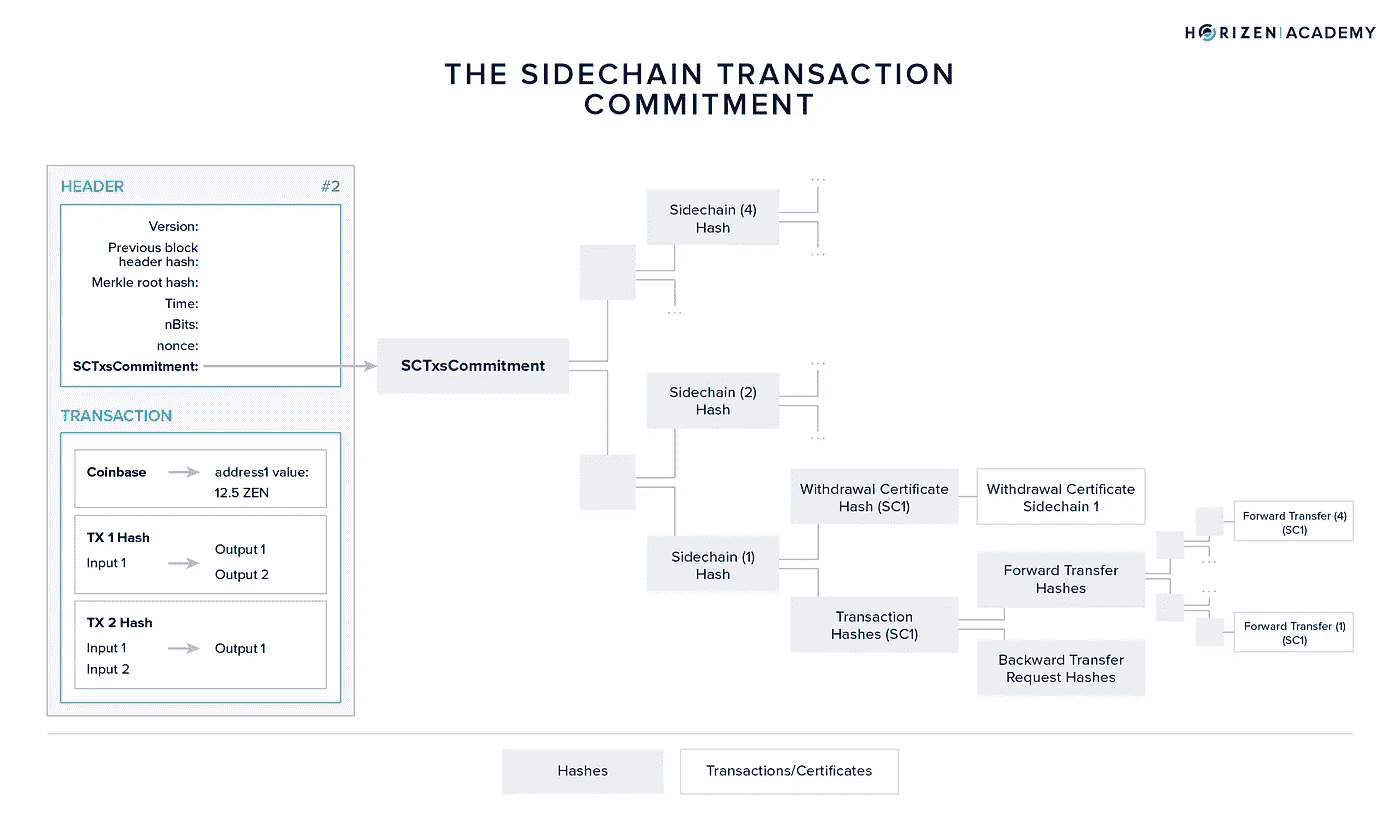 HORIZEN|ACADEMY
THE SIDECHAIN TRANSACTION
COMMITMENT
HEADER #2
Version:
Previous block
header hash:
Merkle root hash:
Time:
nBits:
nonce:
SCTxsCommitment:
TRANSACTION
Coinbase address1 value:
12.5 ZEN
TX 1 Hash
Input 1
Output 1
Output 2
TX 2 Hash
Input 1 Output 1
Input 2
SCTxsCommitment
...
Sidechain (4)
Hash
...
...
...
Sidechain (2)
Hash
...
Sidechain (1)
Hash
Withdrawal Certificate
Hash (SC1)
Withdrawal Certificate
Sidechain 1
Transaction
Hashes (SC1)
Forward Transfer
Hashes
Backward Transfer
Request Hashes
Forward Transfer (4)
(SC1)
...
...
Forward Transfer (1)
(SC1)
Hashes
Transactions/Certificates